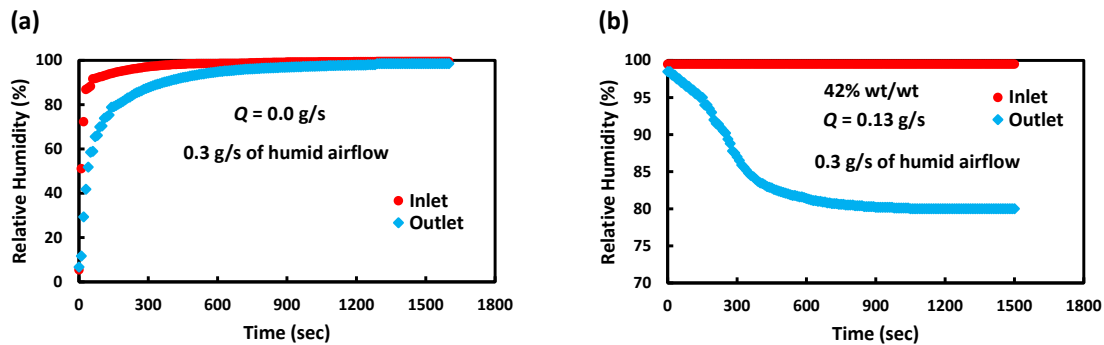 (a)
100
80
60
40
20
0
Relative Humidity (%)
Q = 0.0 g/s
0.3 g/s of humid airflow
Inlet
Outlet
0 300 600 900 1200 1500 1800
Time (sec)
(b)
100
95
90
85
80
75
70
Relative Humidity (%)
42% wt/wt
Q = 0.13 g/s
0.3 g/s of humid airflow
Inlet
Outlet
0 300 600 900 1200 1500 1800
Time (sec)